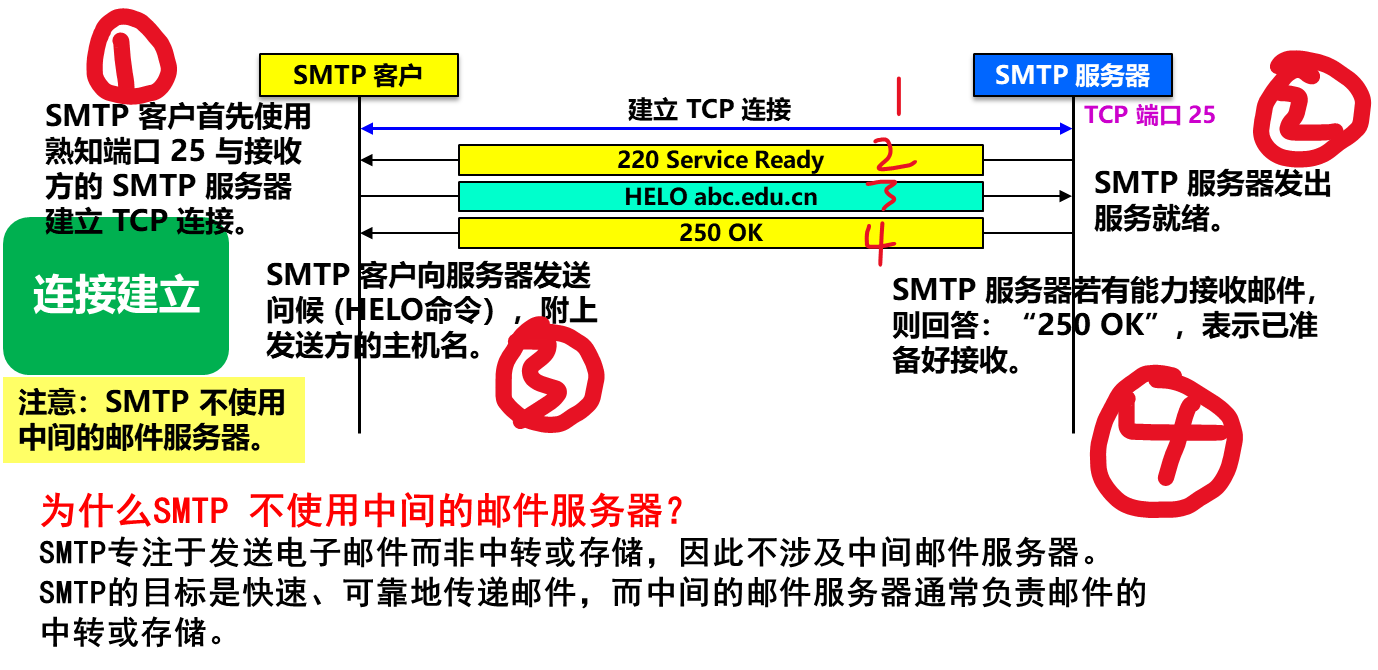 1
SMTP 客户
SMTP 服务器
2
1
TCP 端口 25
建立 TCP 连接
SMTP 客户首先使用
熟知端口 25 与接收
方的 SMTP 服务器
建立 TCP 连接。
220 Service Ready
2
HELO abc.edu.cn
3
250 OK
4
SMTP 服务器发出
服务就绪。
连接建立
SMTP 客户向服务器发送
问候 (HELO命令），附上
发送方的主机名。
3
SMTP 服务器若有能力接收邮件，
则回答：“250 OK”，表示已准
备好接收。
4
注意：SMTP 不使用
中间的邮件服务器。
为什么SMTP 不使用中间的邮件服务器？
SMTP专注于发送电子邮件而非中转或存储，因此不涉及中间邮件服务器。
SMTP的目标是快速、可靠地传递邮件，而中间的邮件服务器通常负责邮件的
中转或存储。